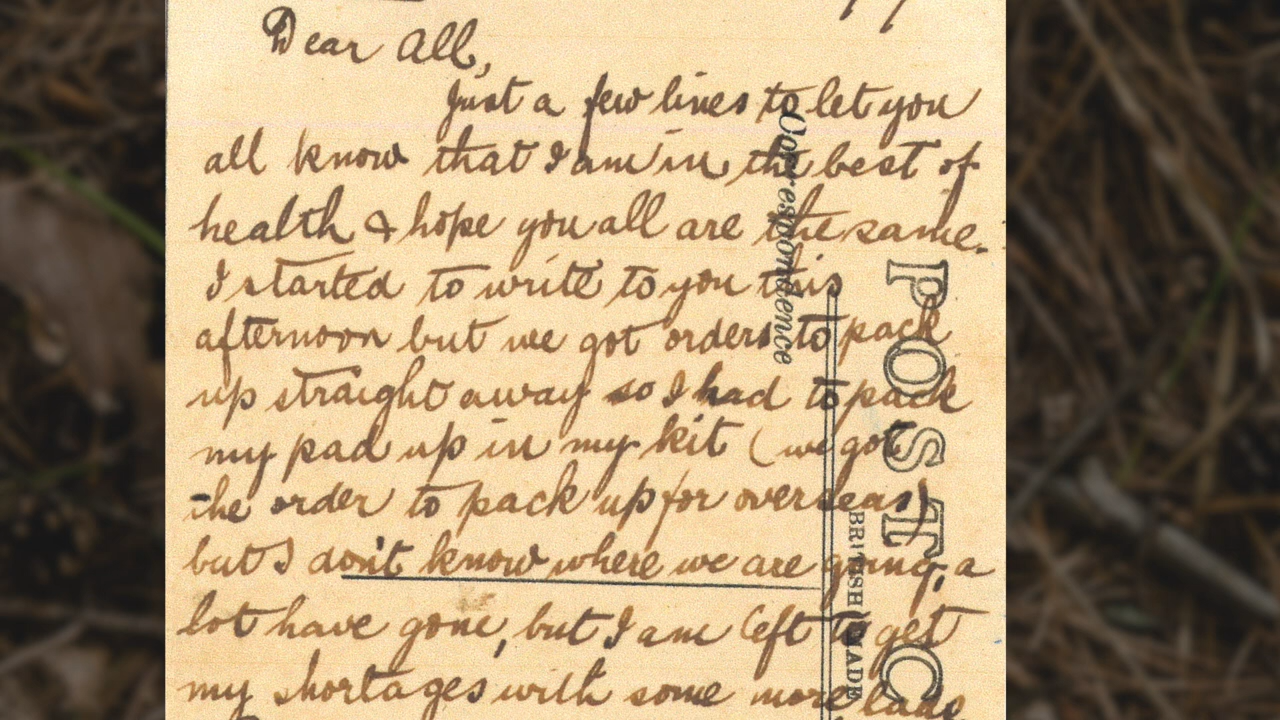 Dear All,
Just a few lines to let you
all know that I am in the best of
health & hope you all are the same.
I started to write to you this
afternoon but we got orders to pack
up straight away so I had to pack
my pad up in my kit (we got
the order to pack up for overseas)
but I don't know where we are going, a
lot have gone, but I am left to get
my shortages with some more lads
Correspondence
POST C
BRITISH MADE